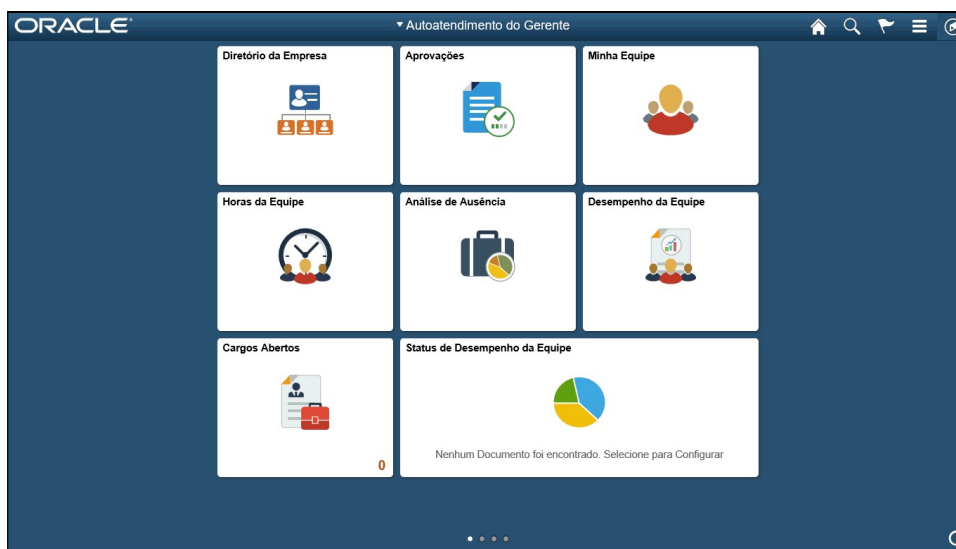 ORACLE
Autoatendimento do Gerente
Diretório da Empresa
Aprovações
Minha Equipe
Horas da Equipe
Análise de Ausência
Desempenho da Equipe
Cargos Abertos
Status de Desempenho da Equipe
Nenhum Documento foi encontrado. Selecione para Configurar
0